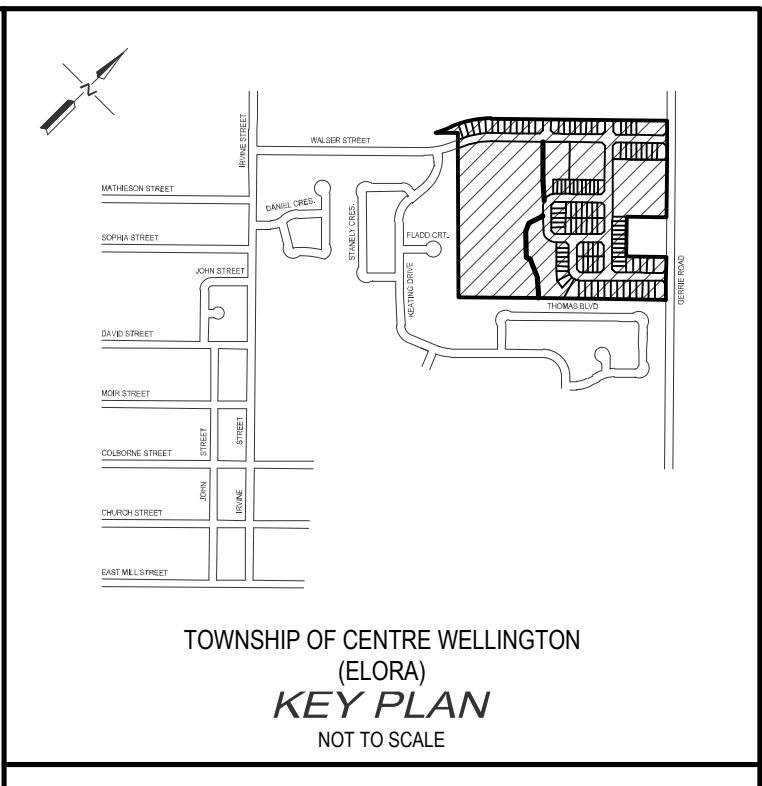 N
IRVINE STREET
WALSER STREET
MATHIESON STREET
DANIEL CRES.
STANELY CRES.
SOPHIA STREET
FLADD CRT.
JOHN STREET
KEATING DRIVE
GERRIE ROAD
THOMAS BLVD
DAVID STREET
MOIR STREET
JOHN STREET
IRVINE STREET
COLBORNE STREET
CHURCH STREET
EAST MILL STREET
TOWNSHIP OF CENTRE WELLINGTON
(ELORA)
KEY PLAN
NOT TO SCALE